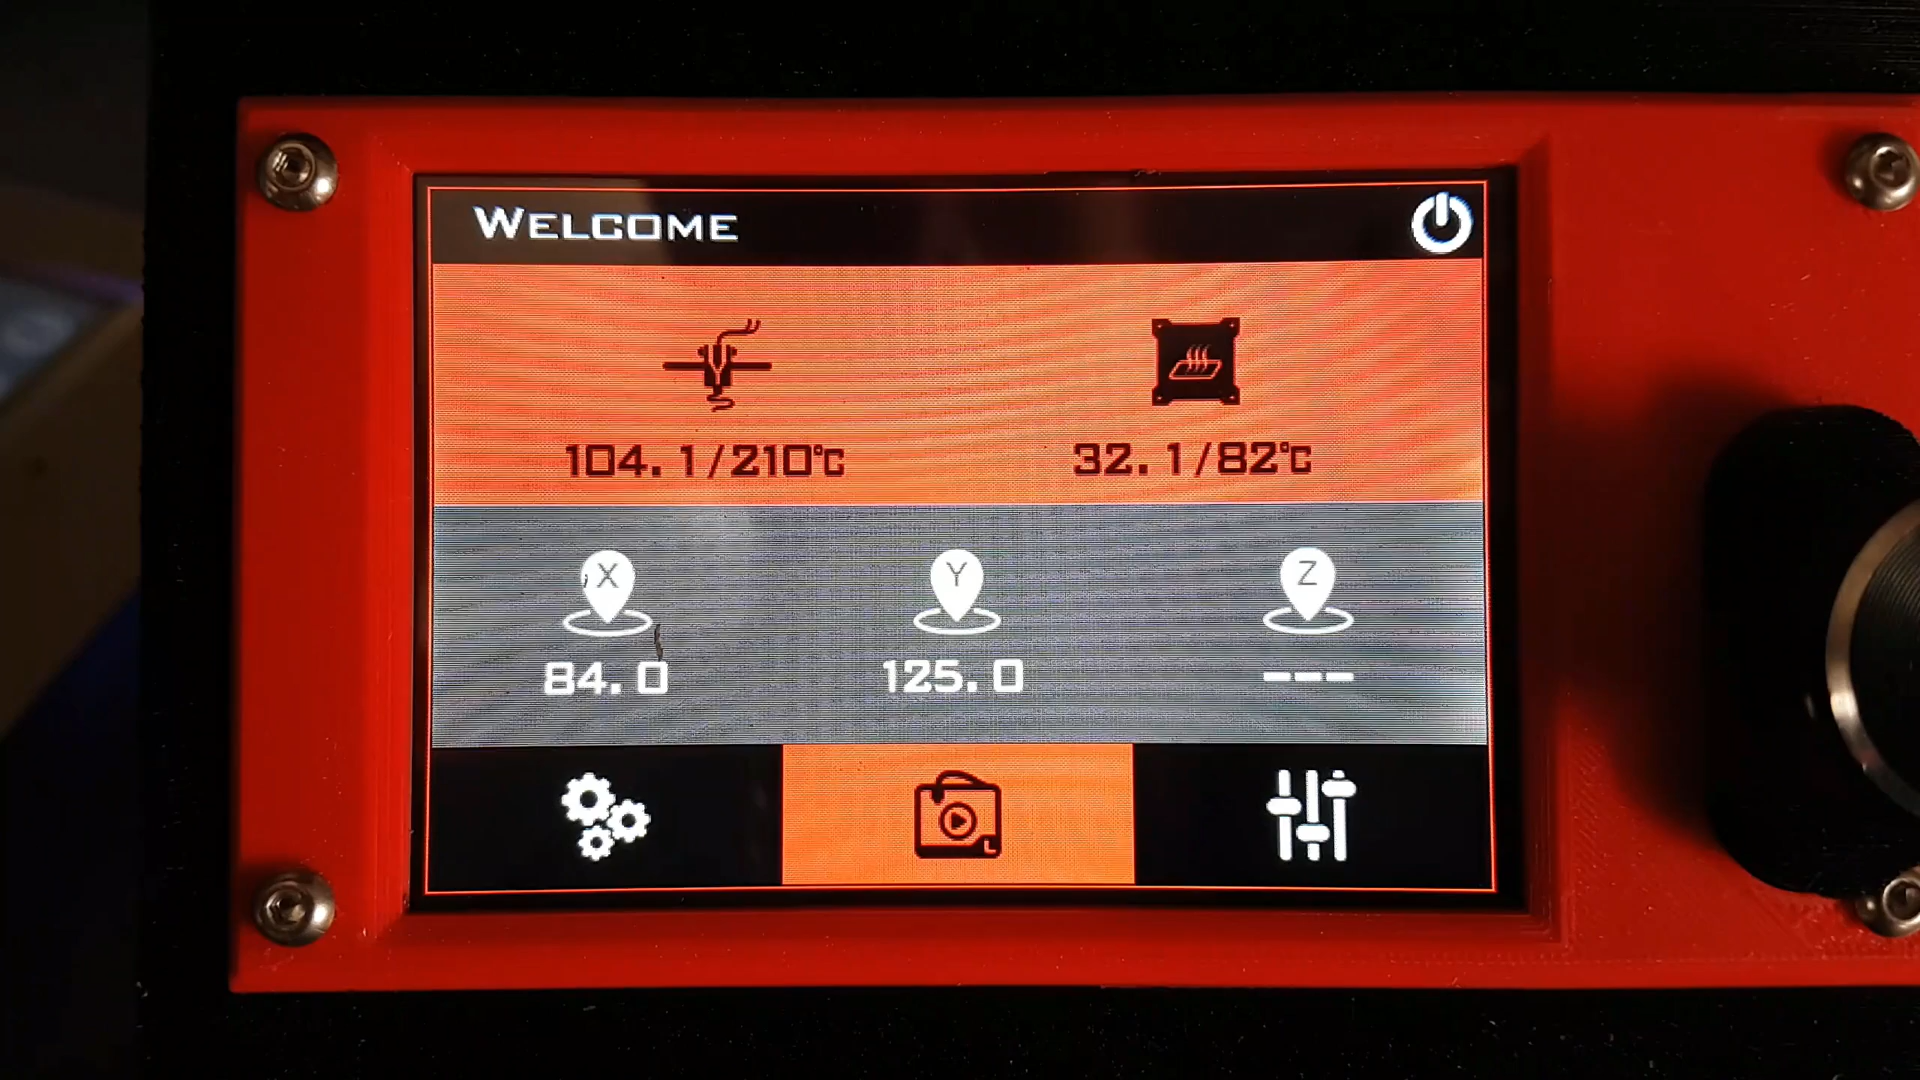 WELCOME
104.1/210℃ 32.1/82℃
X Y Z
84.0 125.0 ---
L